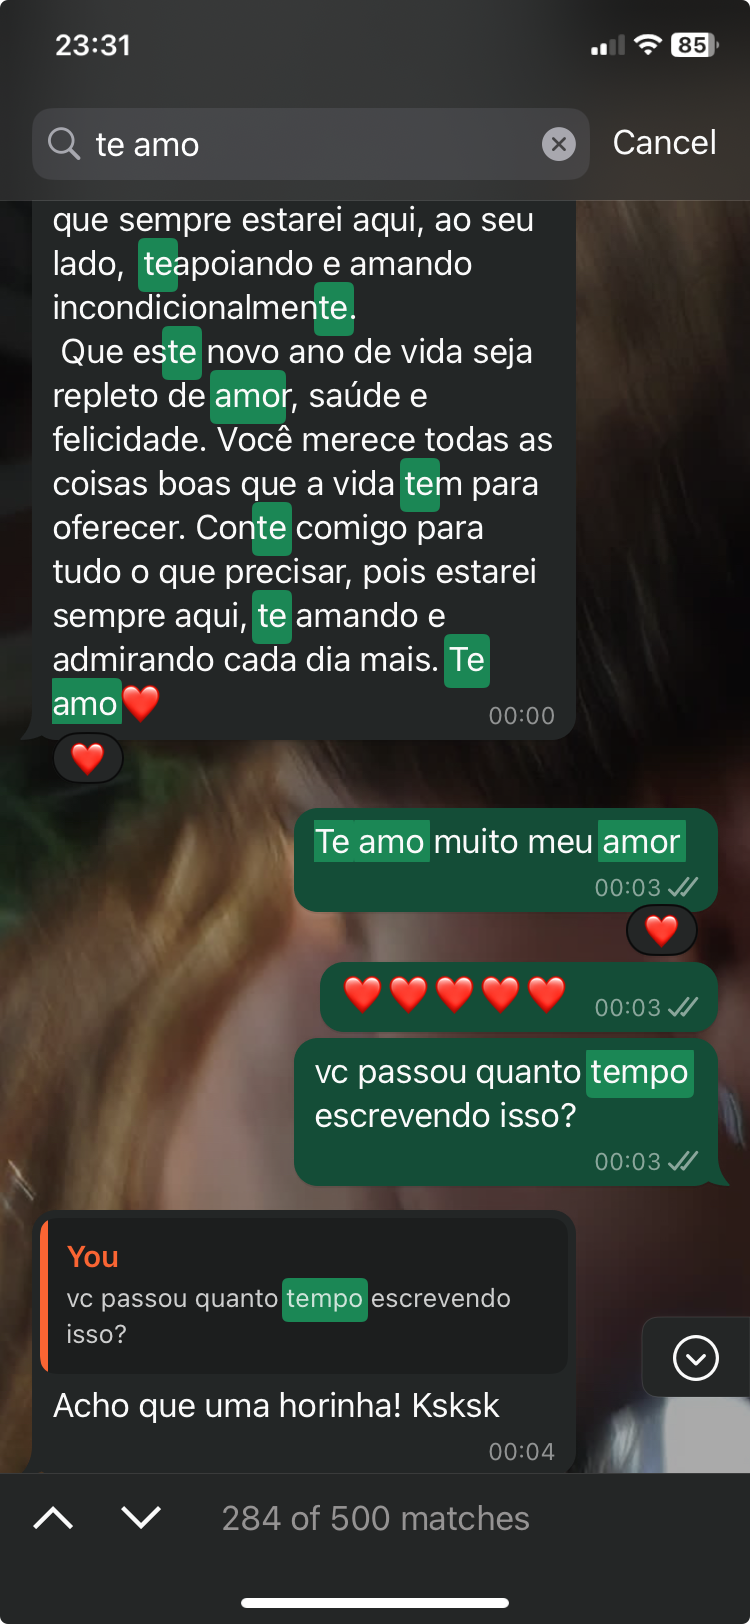 23:31
85
te amo
Cancel
que sempre estarei aqui, ao seu
lado,  teapoiando e amando
incondicionalmente.
Que este novo ano de vida seja
repleto de amor, saúde e
felicidade. Você merece todas as
coisas boas que a vida tem para
oferecer. Conte comigo para
tudo o que precisar, pois estarei
sempre aqui, te amando e
admirando cada dia mais. Te
amo❤️
00:00
❤️
Te amo muito meu amor
00:03
❤️
❤️❤️❤️❤️❤️ 00:03
vc passou quanto tempo
escrevendo isso?
00:03
You
vc passou quanto tempo escrevendo
isso?
Acho que uma horinha! Ksksk
00:04
284 of 500 matches